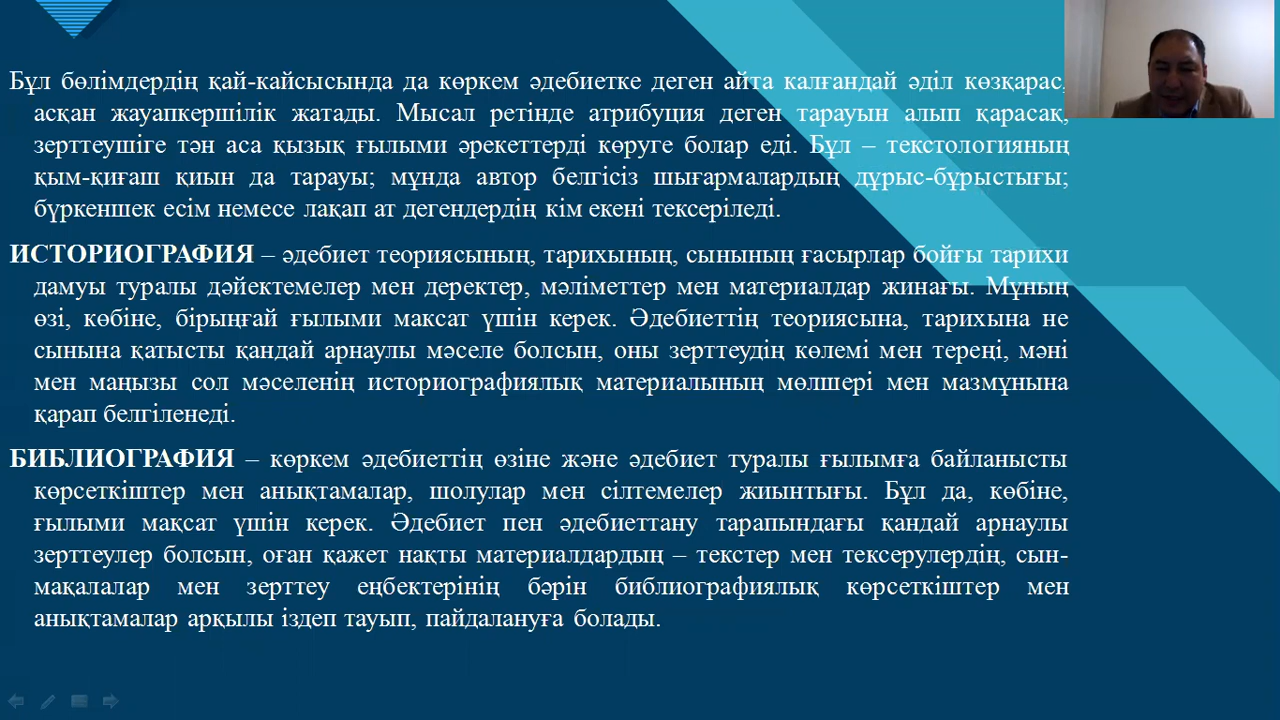 Бұл бөлімдердің қай-кайсысында да көркем әдебиетке деген айта калғандай әділ көзқарас,
асқан жауапкершілік жатады. Мысал ретінде атрибуция деген тарауын алып қарасақ,
зерттеушіге тән аса қызық ғылыми әрекеттерді көруге болар еді. Бұл – текстологияның
қым-қиғаш қиын да тарауы; мұнда автор белгісіз шығармалардың дұрыс-бұрыстығы;
бүркеншек есім немесе лақап ат дегендердің кім екені тексеріледі.
ИСТОРИОГРАФИЯ – әдебиет теориясының, тарихының, сынының ғасырлар бойғы тарихи
дамуы туралы дәйектемелер мен деректер, мәліметтер мен материалдар жинағы. Мұның
өзі, көбіне, бірыңғай ғылыми максат үшін керек. Әдебиеттің теориясына, тарихына не
сынына қатысты қандай арнаулы мәселе болсын, оны зерттеудің көлемі мен тереңі, мәні
мен маңызы сол мәселенің историографиялық материалының мөлшері мен мазмұнына
қарап белгіленеді.
БИБЛИОГРАФИЯ – көркем әдебиеттің өзіне және әдебиет туралы ғылымға байланысты
көрсеткіштер мен анықтамалар, шолулар мен сілтемелер жиынтығы. Бұл да, көбіне,
ғылыми мақсат үшін керек. Әдебиет пен әдебиеттану тарапындағы қандай арнаулы
зерттеулер болсын, оған қажет нақты материалдардың – текстер мен тексерулердің, сын-
мақалалар мен зерттеу еңбектерінің бәрін библиографиялық көрсеткіштер мен
анықтамалар арқылы іздеп тауып, пайдалануға болады.